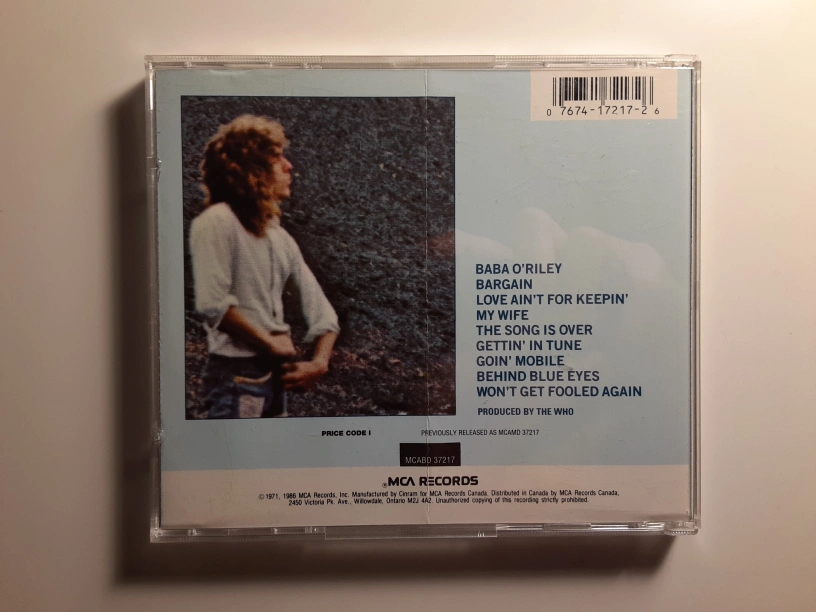 0 7674-17217-2 6
BABA O'RILEY
BARGAIN
LOVE AIN'T FOR KEEPIN'
MY WIFE
THE SONG IS OVER
GETTIN' IN TUNE
GOIN' MOBILE
BEHIND BLUE EYES
WON'T GET FOOLED AGAIN
PRODUCED BY THE WHO
PRICE CODE i
PREVIOUSLY RELEASED AS MCAMD 37217
MCABD 37217
®MCA RECORDS
©1971, 1986 MCA Records, Inc. Manufactured by Cinram for MCA Records Canada. Distributed in Canada by MCA Records Canada,
2450 Victoria Pk. Ave., Willowdale, Ontario M2J 4A2. Unauthorized copying of this recording strictly prohibited.